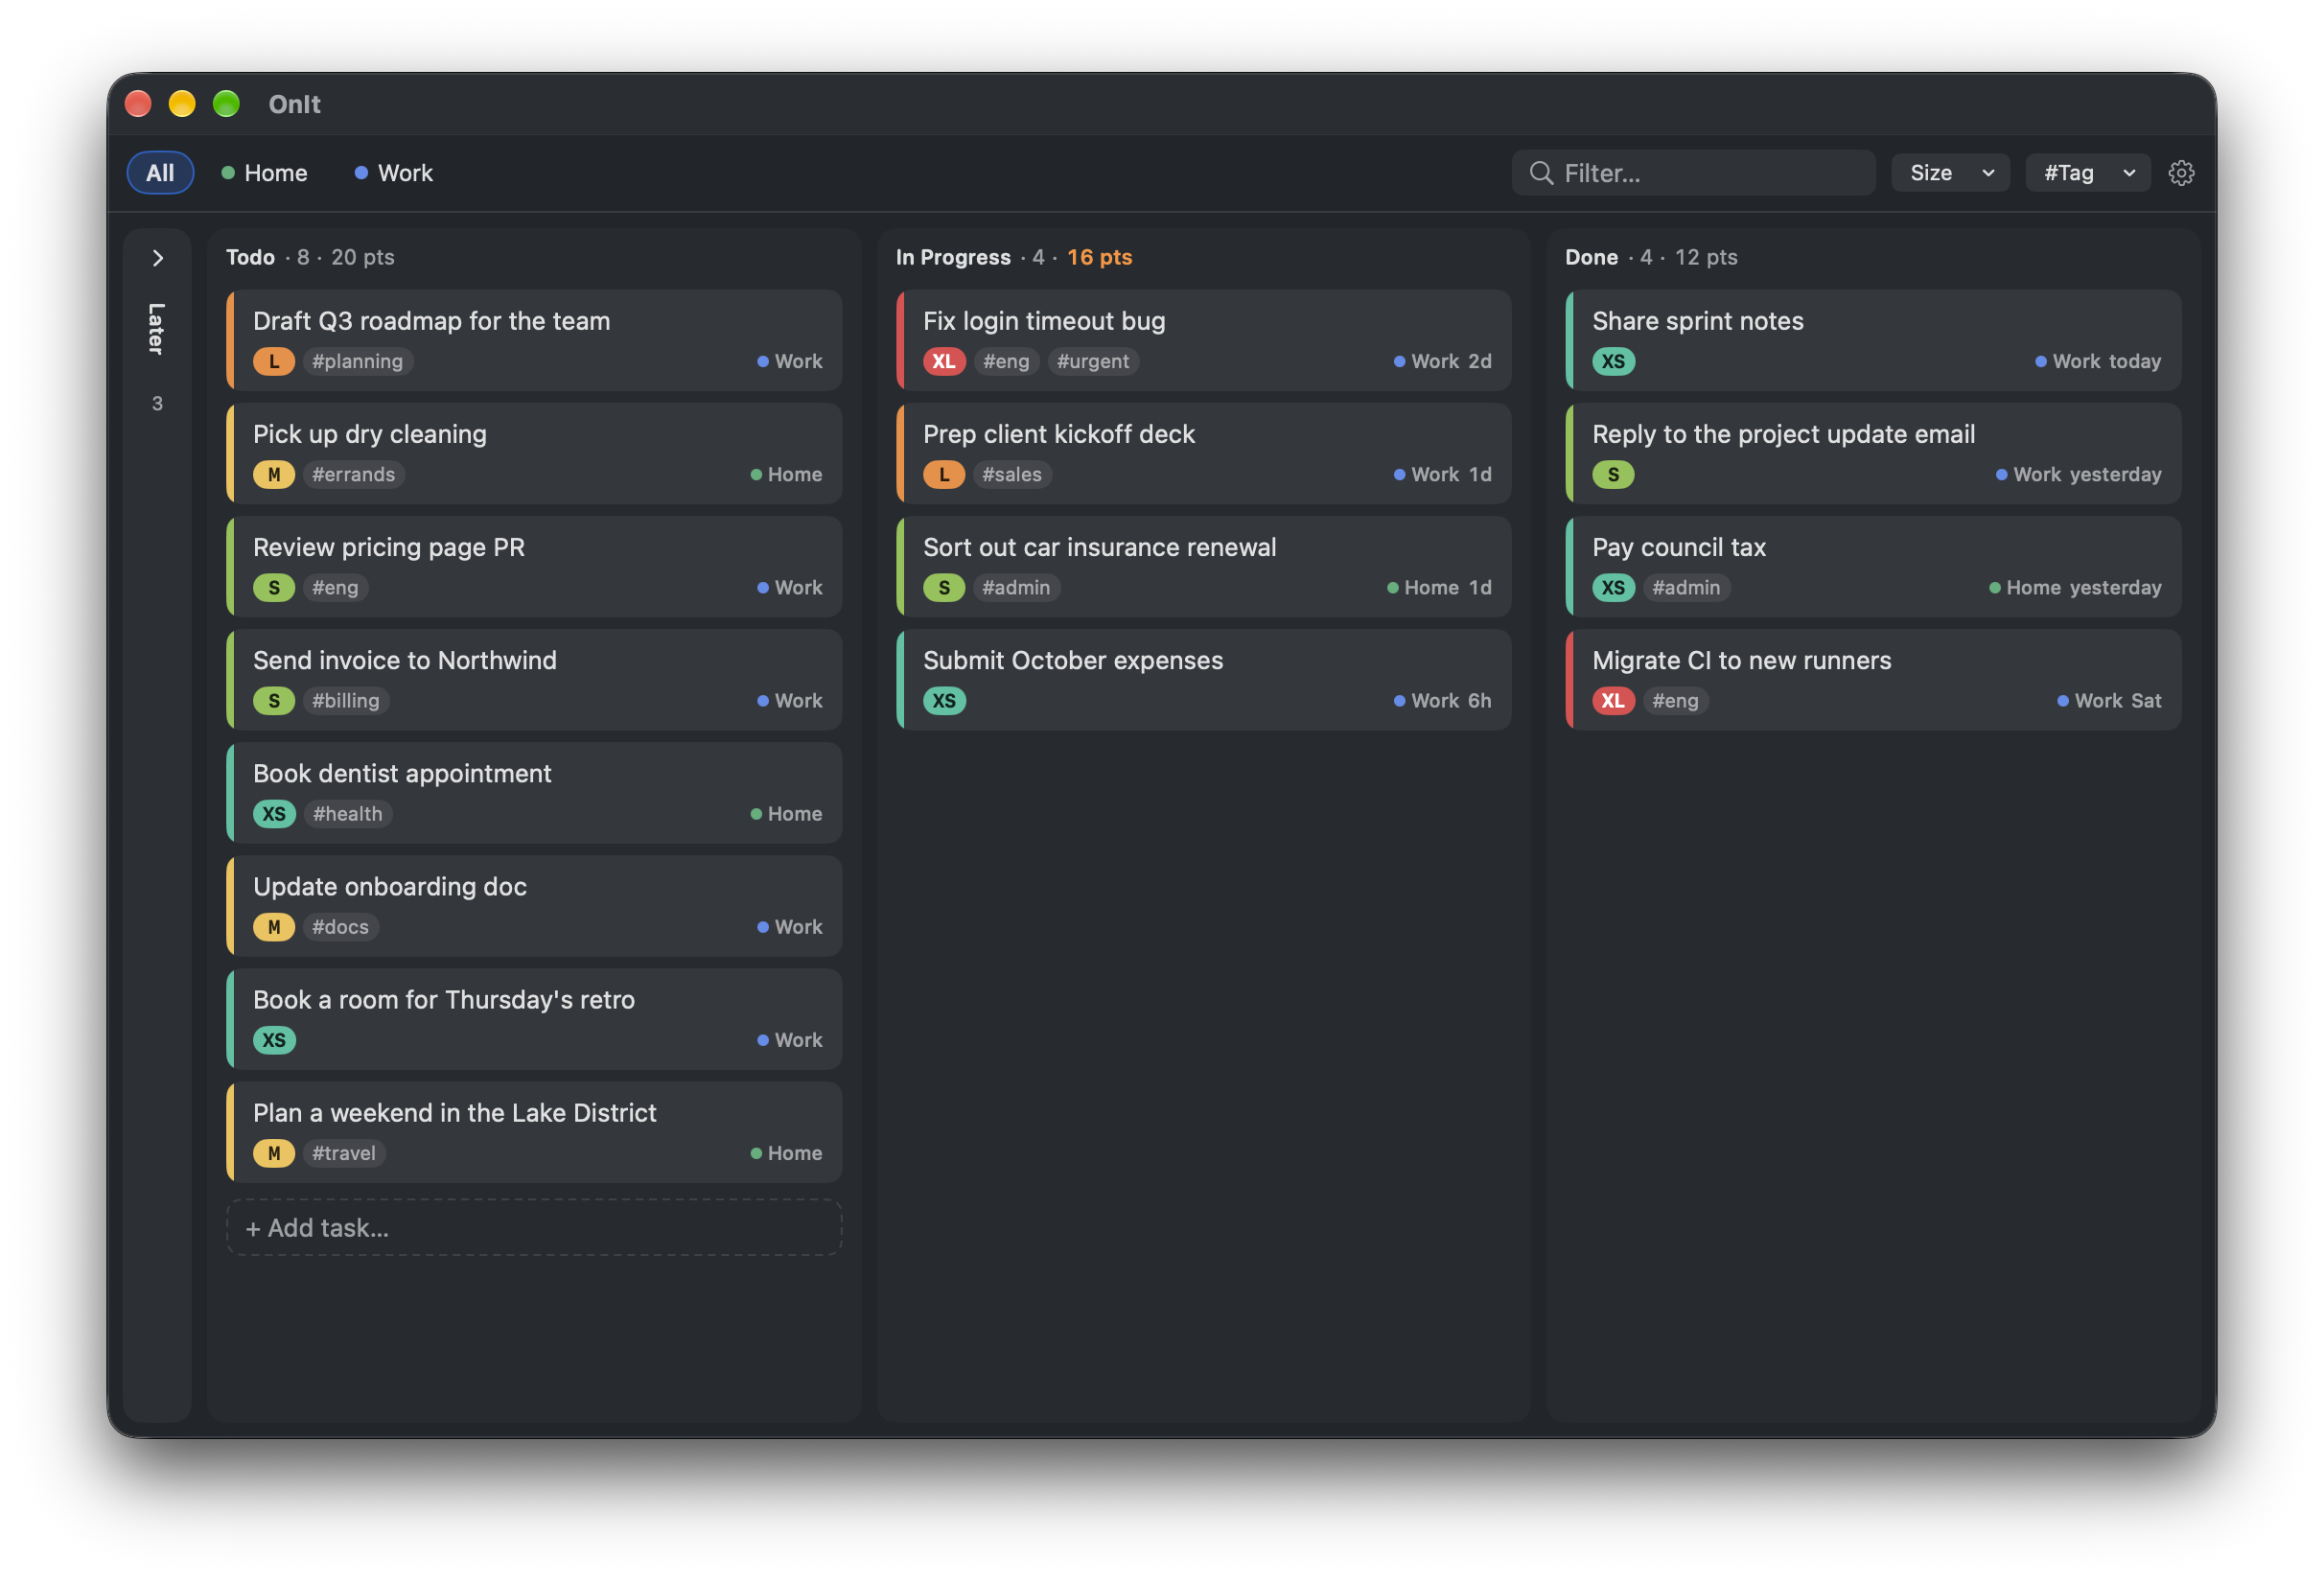 OnIt
All Home Work Filter... Size #Tag
Later
3
Todo · 8 · 20 pts
Draft Q3 roadmap for the team
L #planning Work
Pick up dry cleaning
M #errands Home
Review pricing page PR
S #eng Work
Send invoice to Northwind
S #billing Work
Book dentist appointment
XS #health Home
Update onboarding doc
M #docs Work
Book a room for Thursday's retro
XS Work
Plan a weekend in the Lake District
M #travel Home
+ Add task...
In Progress · 4 · 16 pts
Fix login timeout bug
XL #eng #urgent Work 2d
Prep client kickoff deck
L #sales Work 1d
Sort out car insurance renewal
S #admin Home 1d
Submit October expenses
XS Work 6h
Done · 4 · 12 pts
Share sprint notes
XS Work today
Reply to the project update email
S Work yesterday
Pay council tax
XS #admin Home yesterday
Migrate CI to new runners
XL #eng Work Sat